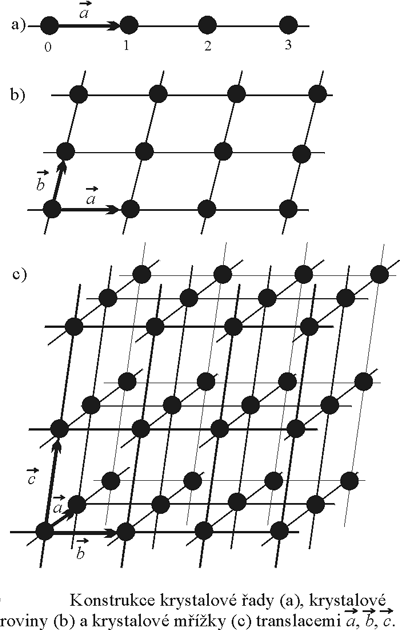 a)
a
0 1 2 3
b)
b
a
c)
c
a
b
) Konstrukce krystalové řady (a), krystalové
roviny (b) a krystalové mřížky (c) translacemi a, b, c.